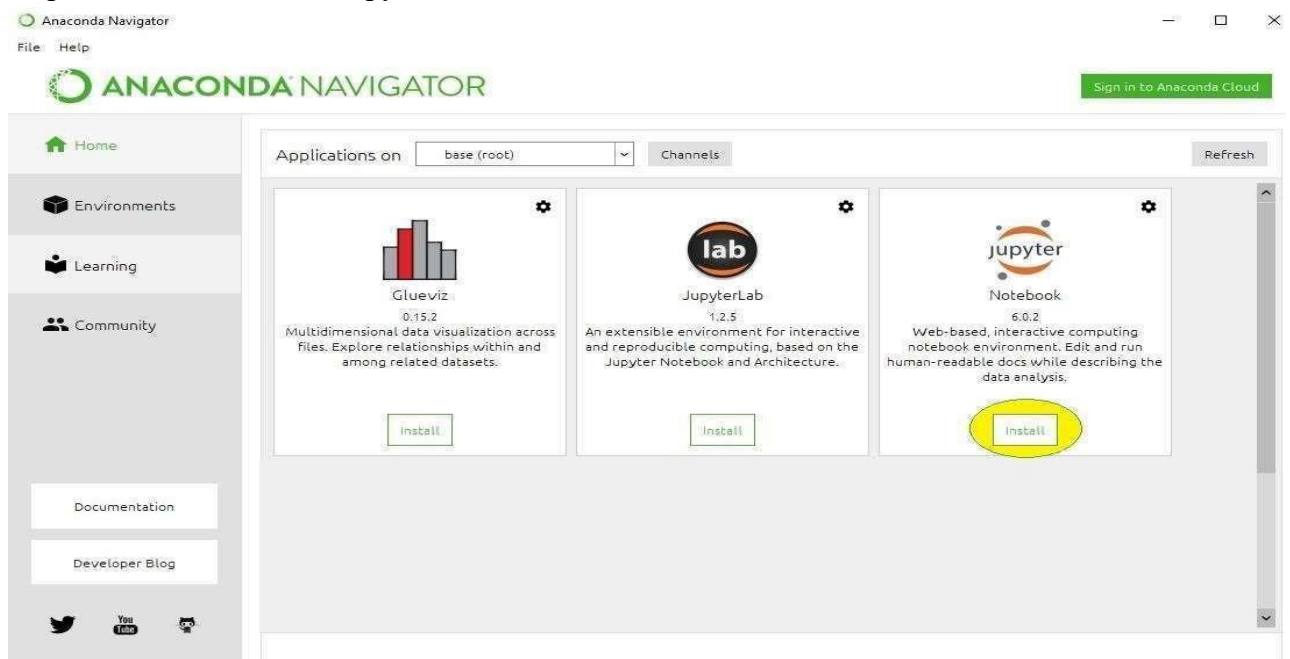 Anaconda Navigator
File Help
ANACONDA NAVIGATOR
Sign in to Anaconda Cloud
Home
Environments
Learning
Community
Documentation
Developer Blog
You
Tube
Applications on base (root) Channels Refresh
Glueviz
0.15.2
Multidimensional data visualization across
files. Explore relationships within and
among related datasets.
Install
lab
JupyterLab
1.2.5
An extensible environment for interactive
and reproducible computing, based on the
Jupyter Notebook and Architecture.
Install
jupyter
Notebook
6.0.2
Web-based, interactive computing
notebook environment. Edit and run
human-readable docs while describing the
data analysis.
Install